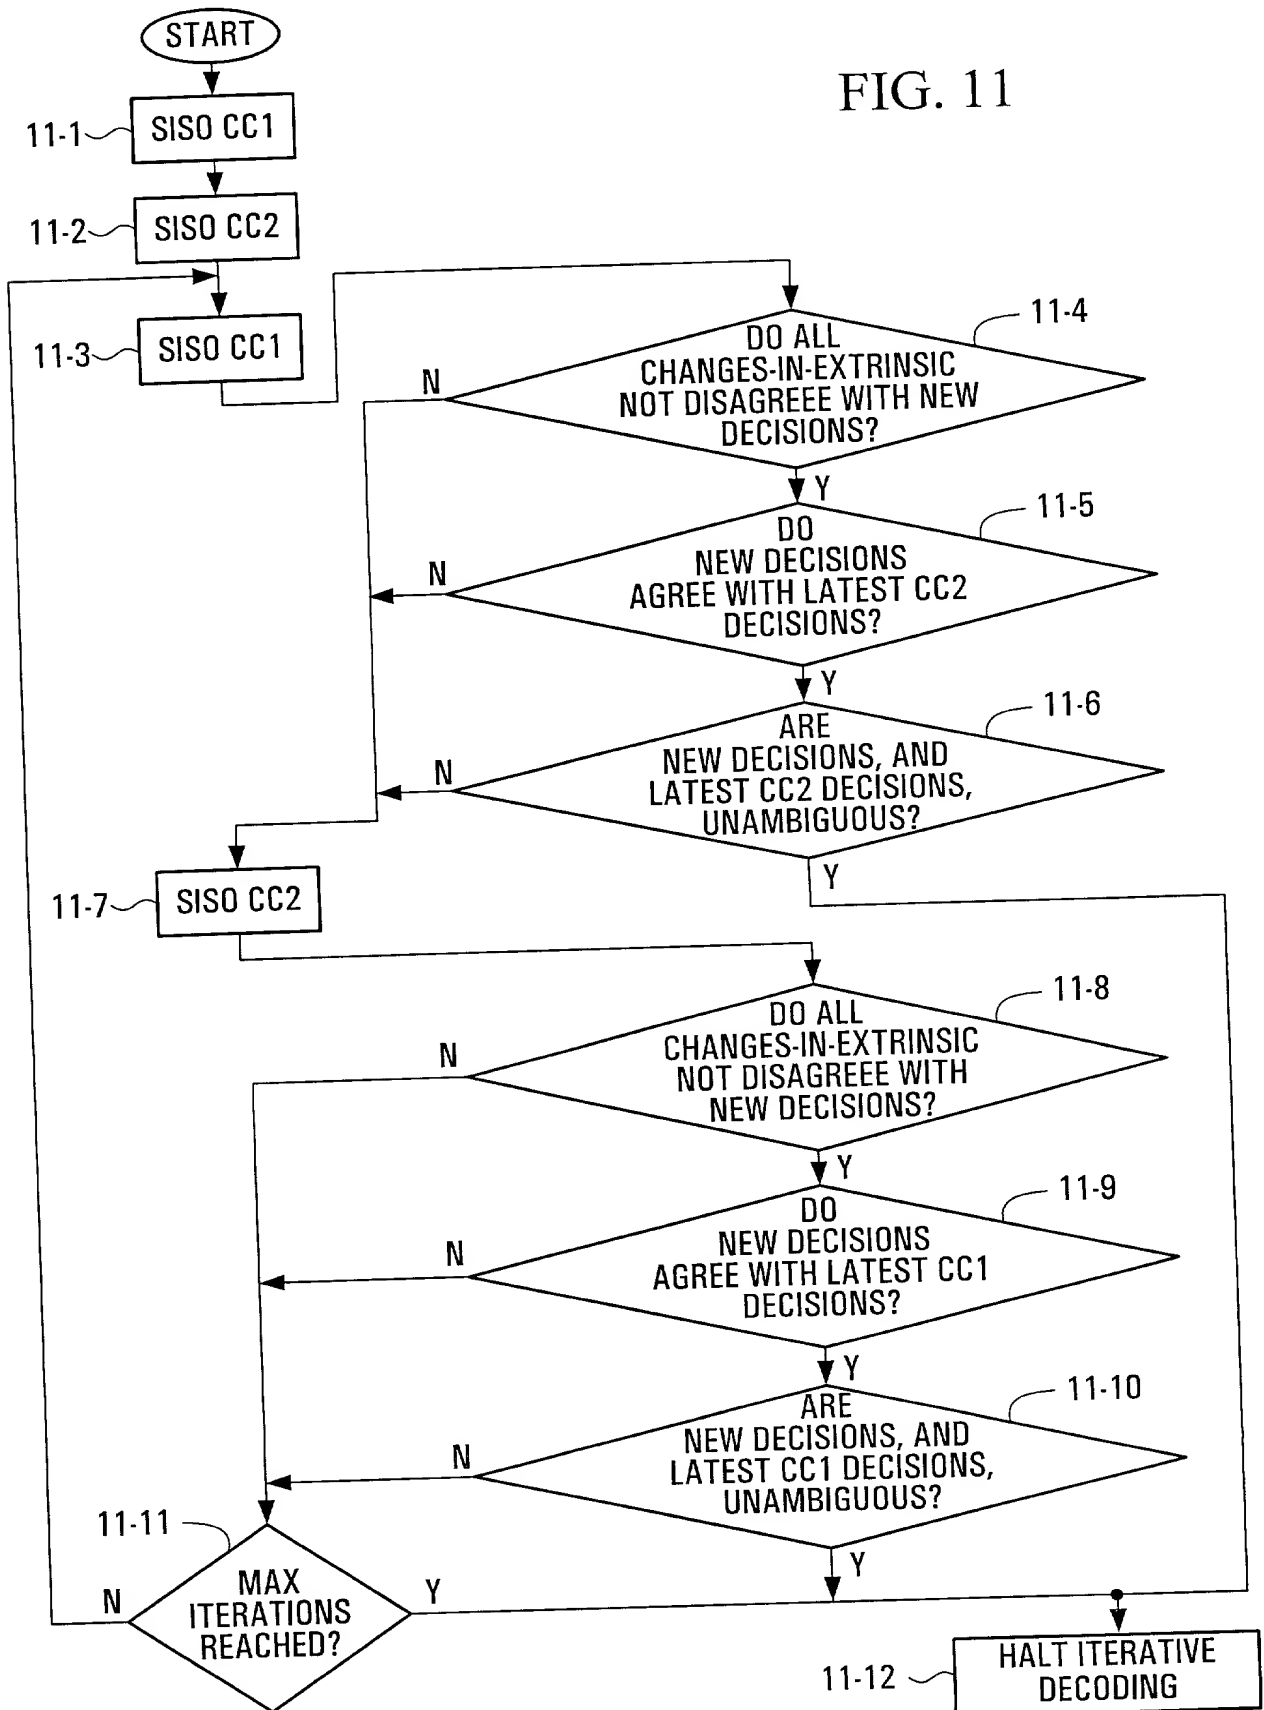 START
FIG. 11
11-1
SISO CC1
11-2
SISO CC2
11-3
SISO CC1
11-4
DO ALL
CHANGES-IN-EXTRINSIC
NOT DISAGREEE WITH NEW
DECISIONS?
N
Y
11-5
DO
NEW DECISIONS
AGREE WITH LATEST CC2
DECISIONS?
N
Y
11-6
ARE
NEW DECISIONS, AND
LATEST CC2 DECISIONS,
UNAMBIGUOUS?
N
Y
11-7
SISO CC2
11-8
DO ALL
CHANGES-IN-EXTRINSIC
NOT DISAGREEE WITH
NEW DECISIONS?
N
Y
11-9
DO
NEW DECISIONS
AGREE WITH LATEST CC1
DECISIONS?
N
Y
11-10
ARE
NEW DECISIONS, AND
LATEST CC1 DECISIONS,
UNAMBIGUOUS?
N
Y
11-11
MAX
ITERATIONS
REACHED?
N
Y
11-12
HALT ITERATIVE
DECODING